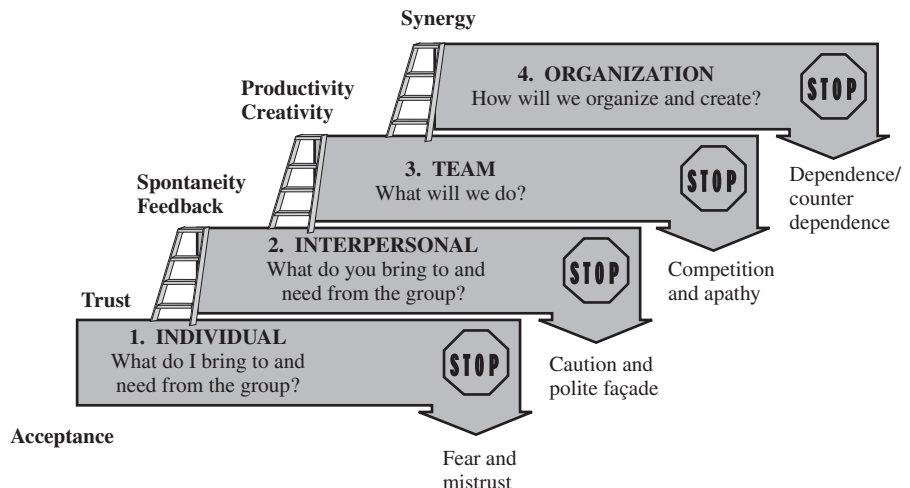 Synergy
4. ORGANIZATION
How will we organize and create?
STOP
Dependence/
counter
dependence
Productivity
Creativity
3. TEAM
What will we do?
STOP
Competition
and apathy
Spontaneity
Feedback
2. INTERPERSONAL
What do you bring to and
need from the group?
STOP
Caution and
polite façade
Trust
1. INDIVIDUAL
What do I bring to and
need from the group?
STOP
Fear and
mistrust
Acceptance